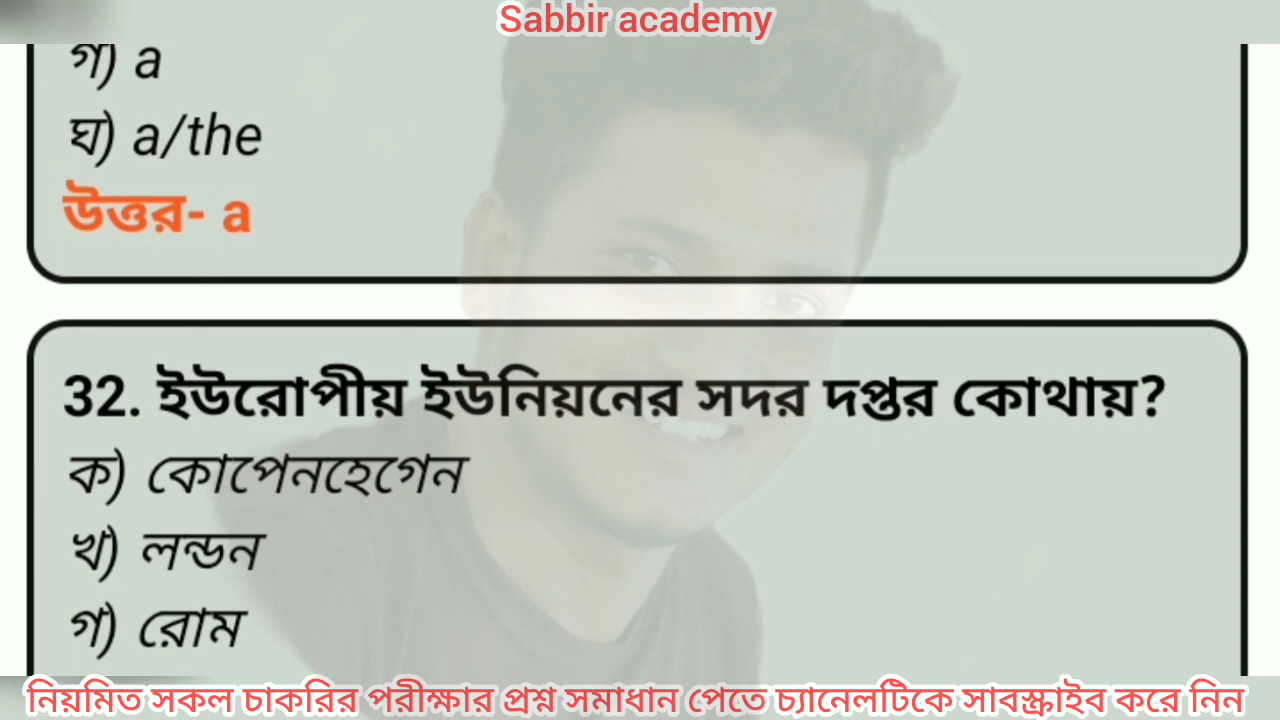 Sabbir academy
গ) a
ঘ) a/the
উত্তর- a
32. ইউরোপীয় ইউনিয়নের সদর দপ্তর কোথায়?
ক) কোপেনহেগেন
খ) লন্ডন
গ) রোম
নিয়মিত সকল চাকরির পরীক্ষার প্রশ্ন সমাধান পেতে চ্যানেলটিকে সাবস্ক্রাইব করে নিন